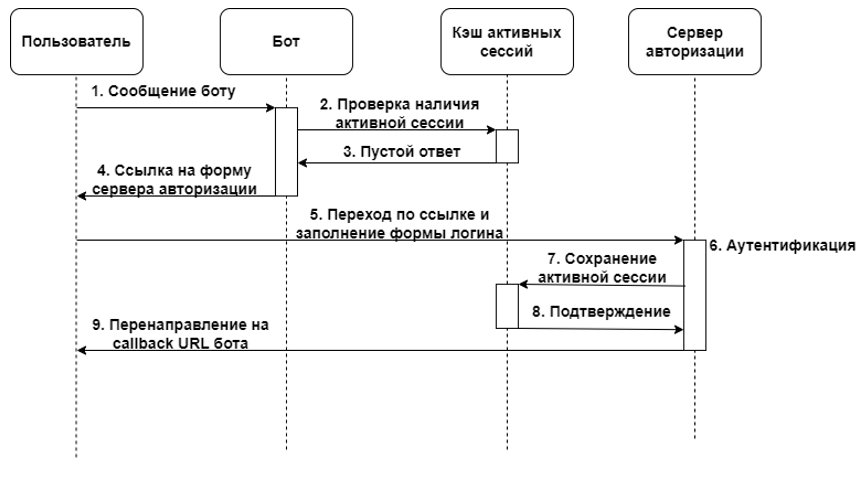 Пользователь
Бот
Кэш активных
сессий
Сервер
авторизации
1. Сообщение боту
2. Проверка наличия
активной сессии
3. Пустой ответ
4. Ссылка на форму
сервера авторизации
5. Переход по ссылке и
заполнение формы логина
6. Аутентификация
7. Сохранение
активной сессии
8. Подтверждение
9. Перенаправление на
callback URL бота